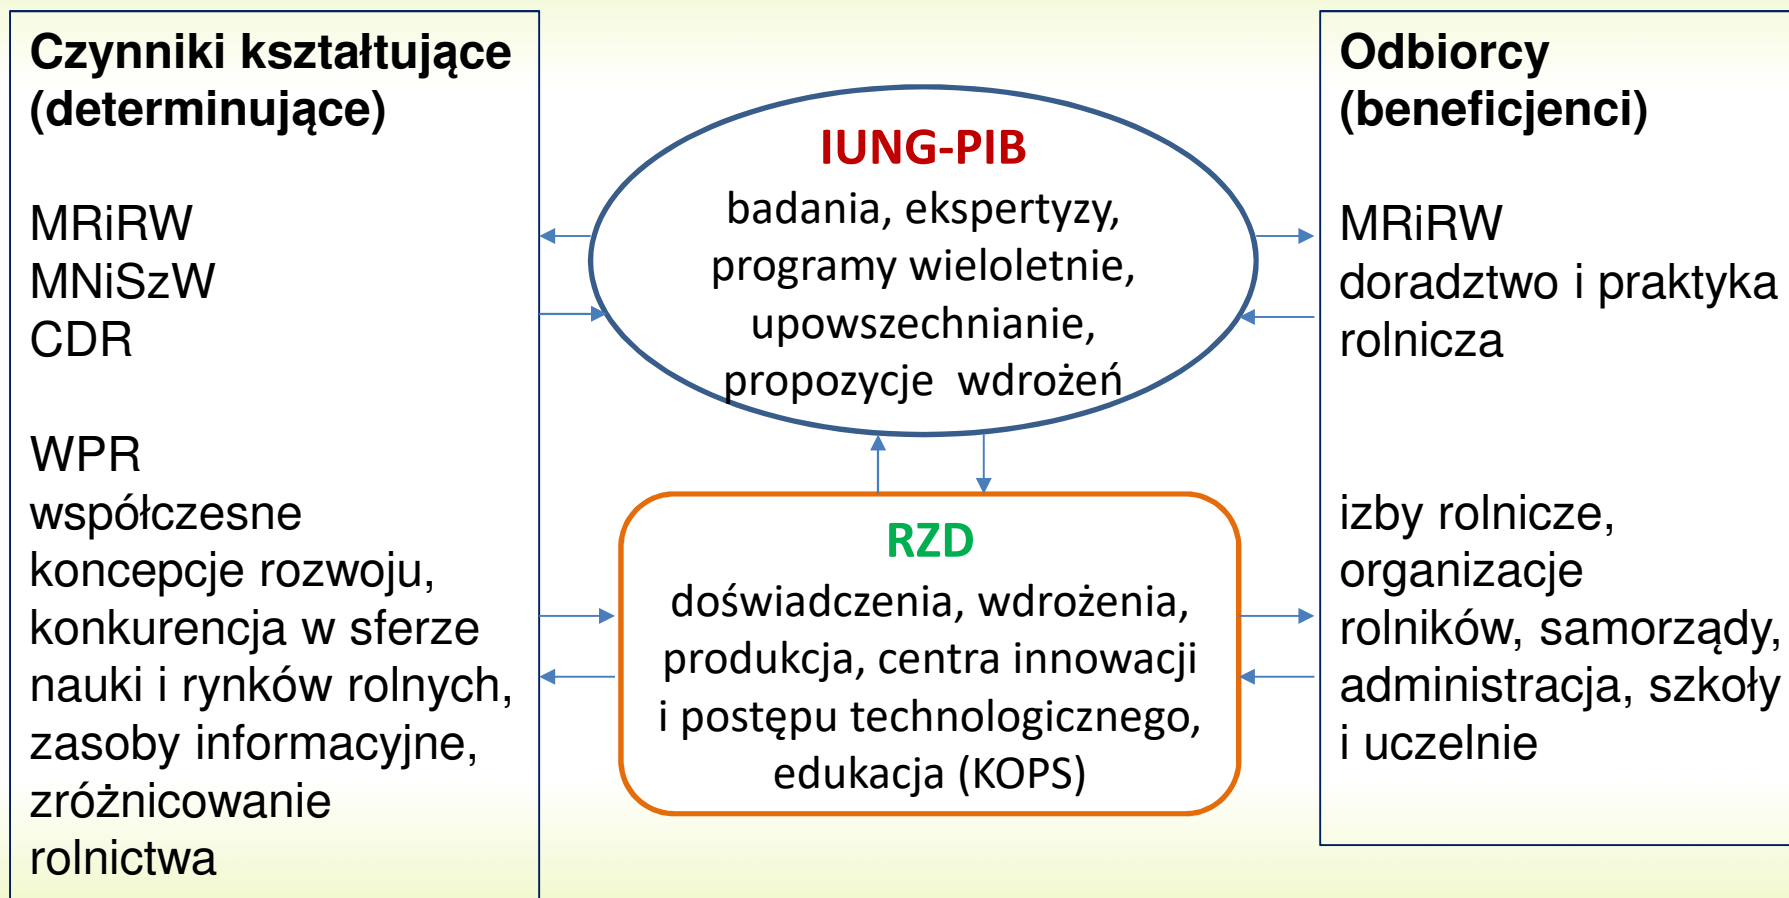 Czynniki kształtujące
(determinujące)
MRiRW
MNiSzW
CDR
WPR
współczesne
koncepcje rozwoju,
konkurencja w sferze
nauki i rynków rolnych,
zasoby informacyjne,
zróżnicowanie
rolnictwa
IUNG-PIB
badania, ekspertyzy,
programy wieloletnie,
upowszechnianie,
propozycje  wdrożeń
RZD
doświadczenia, wdrożenia,
produkcja, centra innowacji
i postępu technologicznego,
edukacja (KOPS)
Odbiorcy
(beneficjenci)
MRiRW
doradztwo i praktyka
rolnicza
izby rolnicze,
organizacje
rolników, samorządy,
administracja, szkoły
i uczelnie